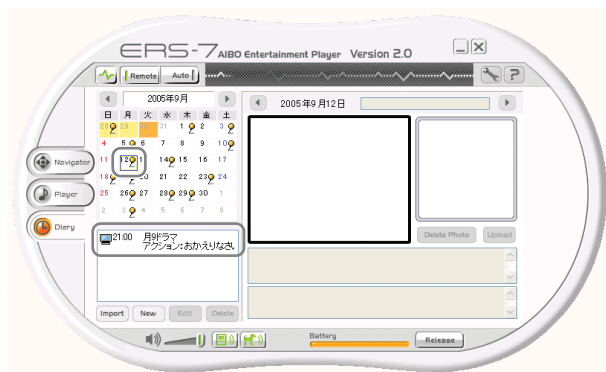 ERS-7 AIBO Entertainment Player Version 2.0
Remote Auto
?
2005年9月
2005年9月12日
日 月 火 水 木 金 土
28 29 30 31 1 2 3
4 5 6 7 8 9 10
11 12 14 15 16 17
18 20 21 22 23 24
25 26 27 28 29 30 1
2 3 4 5 6 7 8
Navigator
Player
Diary
21:00 月9ドラマ
アクション:おかえりなさい
Delete Photo Upload
Import New Edit Delete
Battery
Release